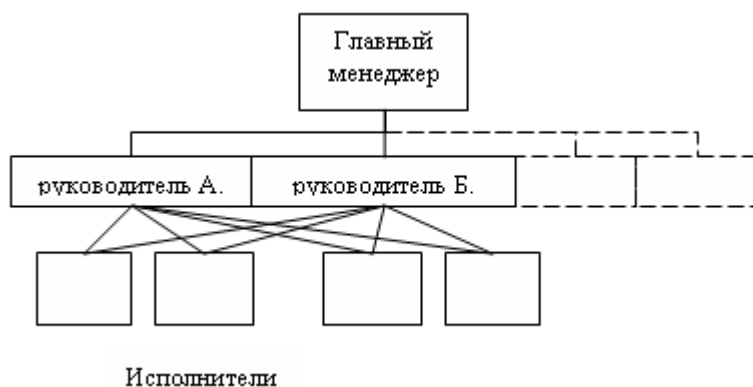 Главный
менеджер
руководитель А.
руководитель Б.
Исполнители